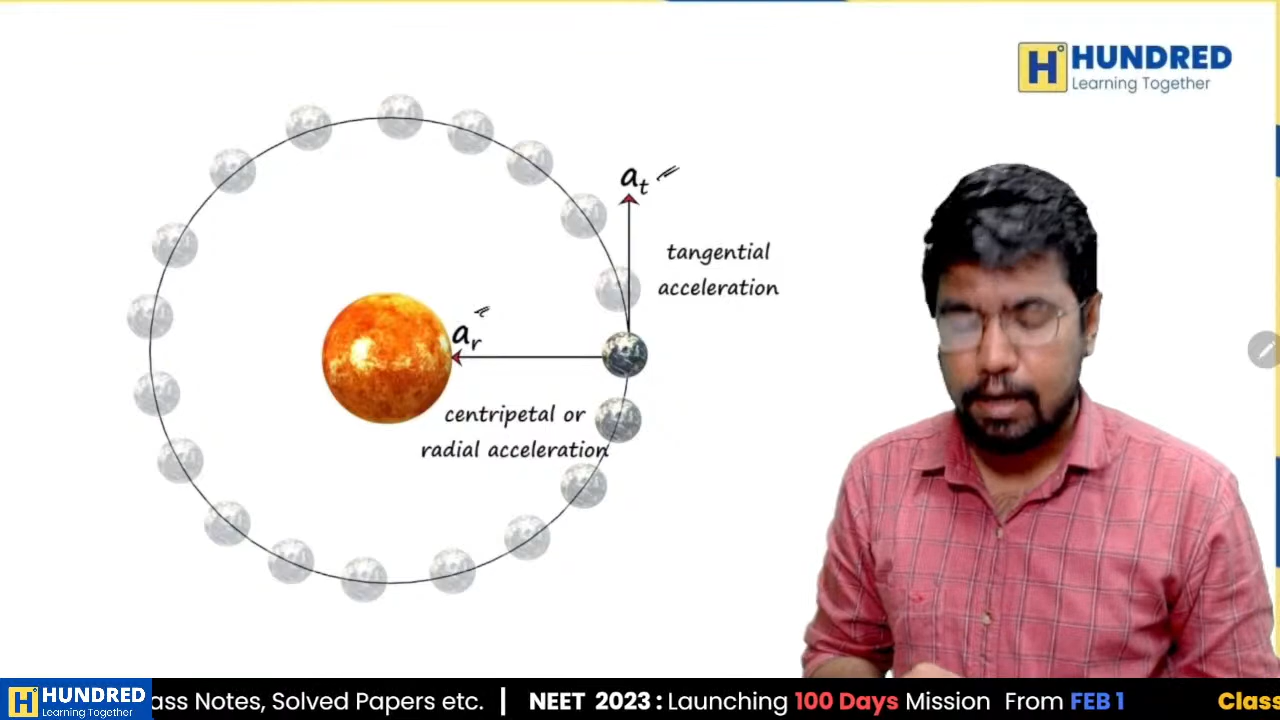 H° HUNDRED
Learning Together
at
tangential
acceleration
ar
centripetal or
radial acceleration
H° HUNDRED
Learning Together
ass Notes, Solved Papers etc. | NEET 2023 : Launching 100 Days Mission From FEB 1 Class